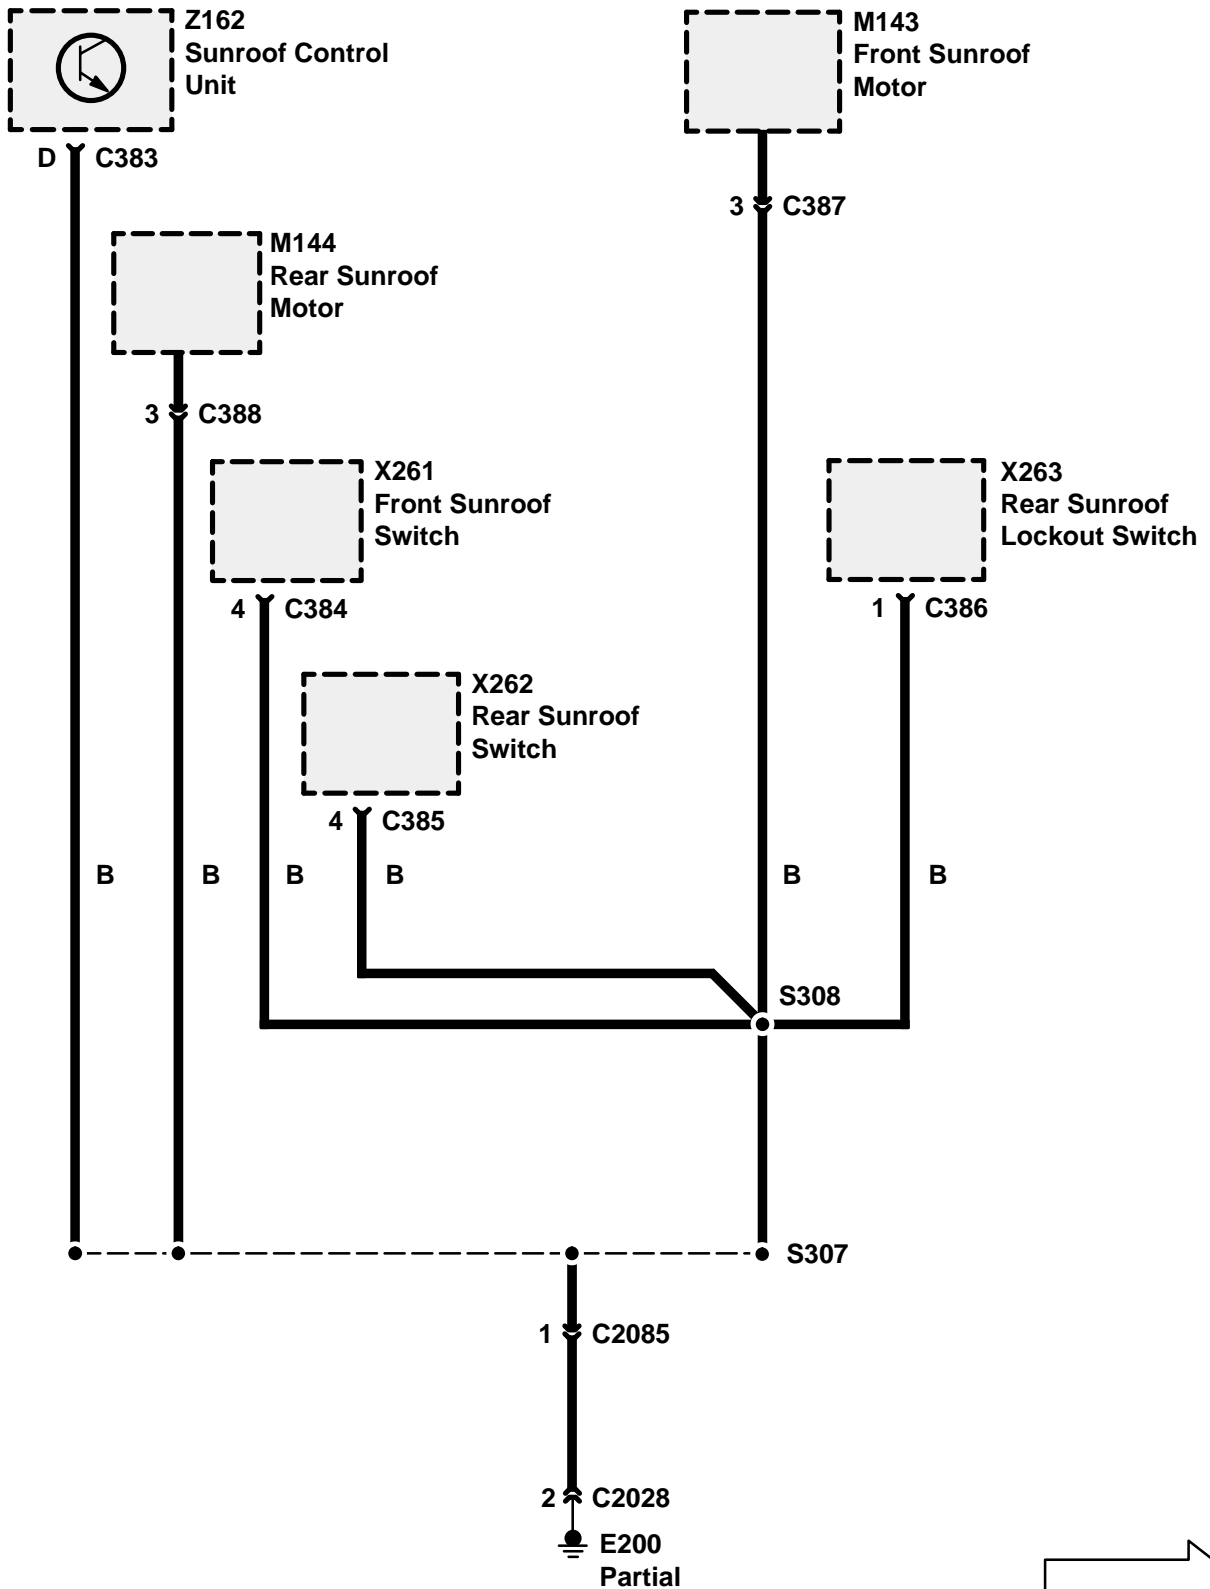 Z162
Sunroof Control
Unit
M143
Front Sunroof
Motor
D C383
3 C387
M144
Rear Sunroof
Motor
3 C388
X261
Front Sunroof
Switch
X263
Rear Sunroof
Lockout Switch
4 C384
1 C386
X262
Rear Sunroof
Switch
4 C385
B B B B B B
S308
S307
1 C2085
2 C2028
E200
Partial